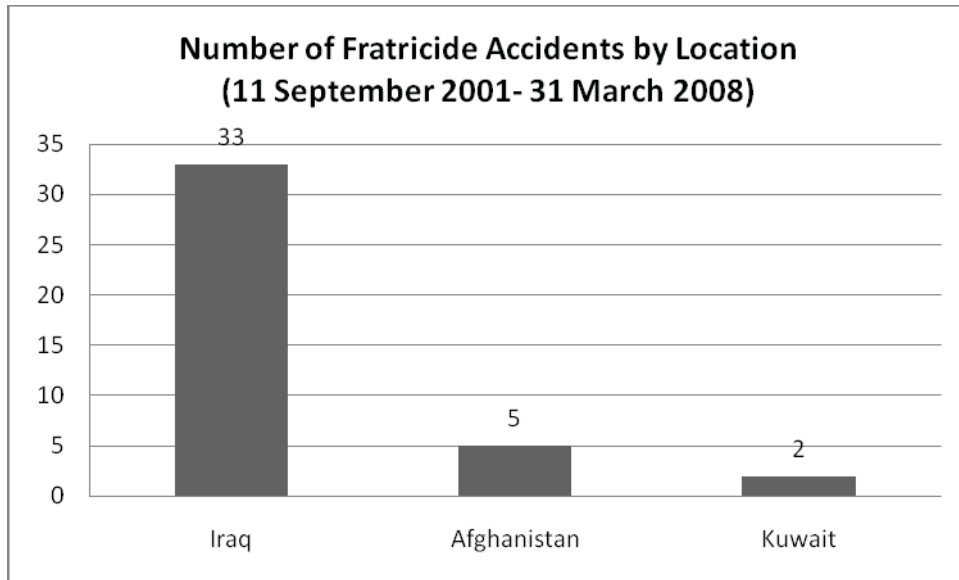 Number of Fratricide Accidents by Location
(11 September 2001- 31 March 2008)
35
30
25
20
15
10
5
0
33
5
2
Iraq
Afghanistan
Kuwait